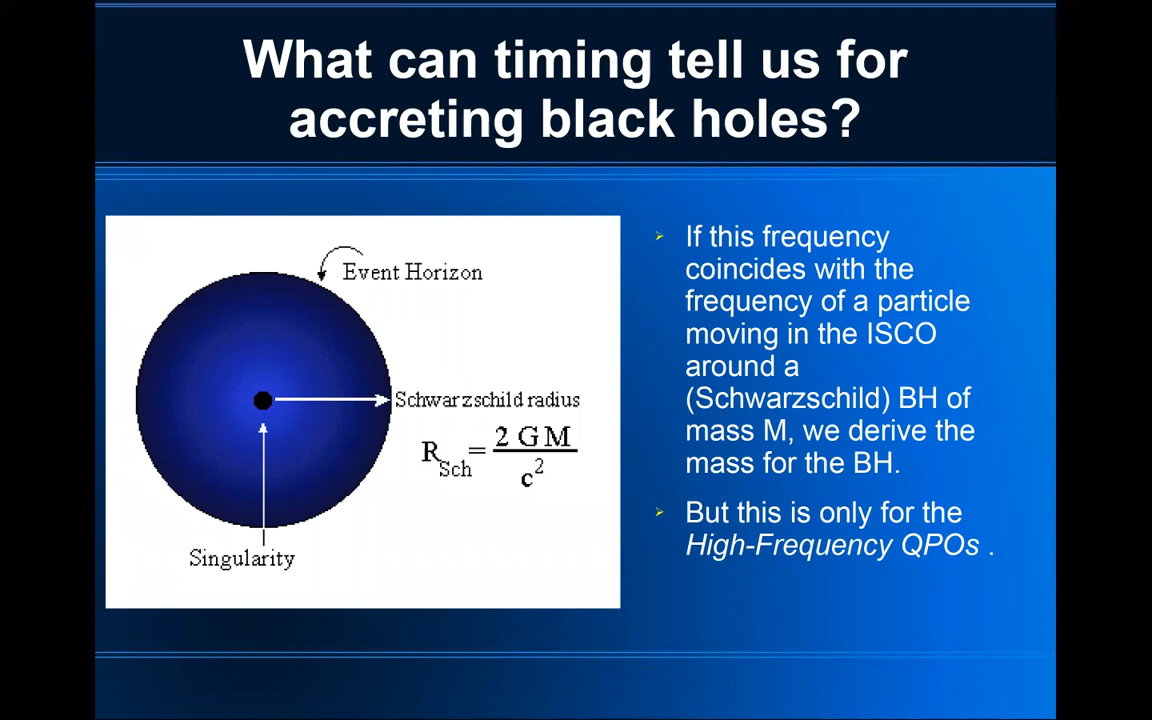 What can timing tell us for
accreting black holes?
Event Horizon
Schwarzschild radius
R_Sch = 2 G M / c^2
Singularity
➢ If this frequency
coincides with the
frequency of a particle
moving in the ISCO
around a
(Schwarzschild) BH of
mass M, we derive the
mass for the BH.
➢ But this is only for the
High-Frequency QPOs .